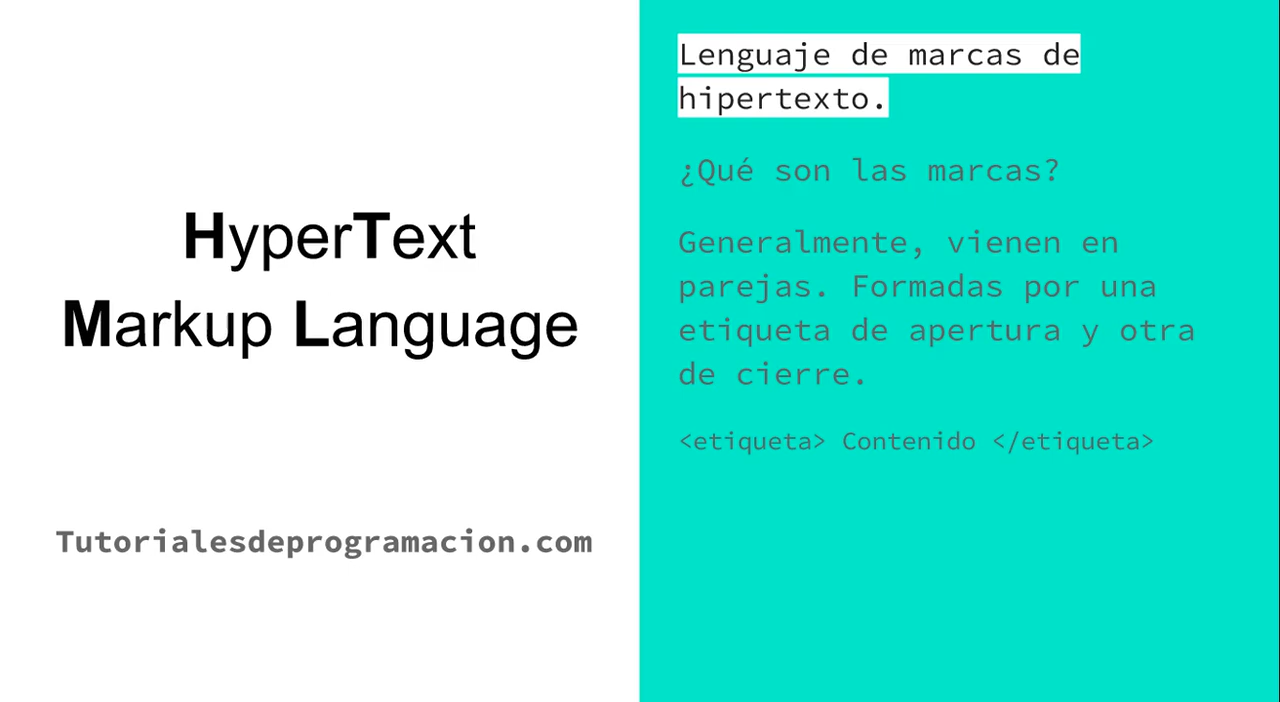 HyperText
Markup Language
Tutorialesdeprogramacion.com
Lenguaje de marcas de
hipertexto.
¿Qué son las marcas?
Generalmente, vienen en
parejas. Formadas por una
etiqueta de apertura y otra
de cierre.
<etiqueta> Contenido </etiqueta>